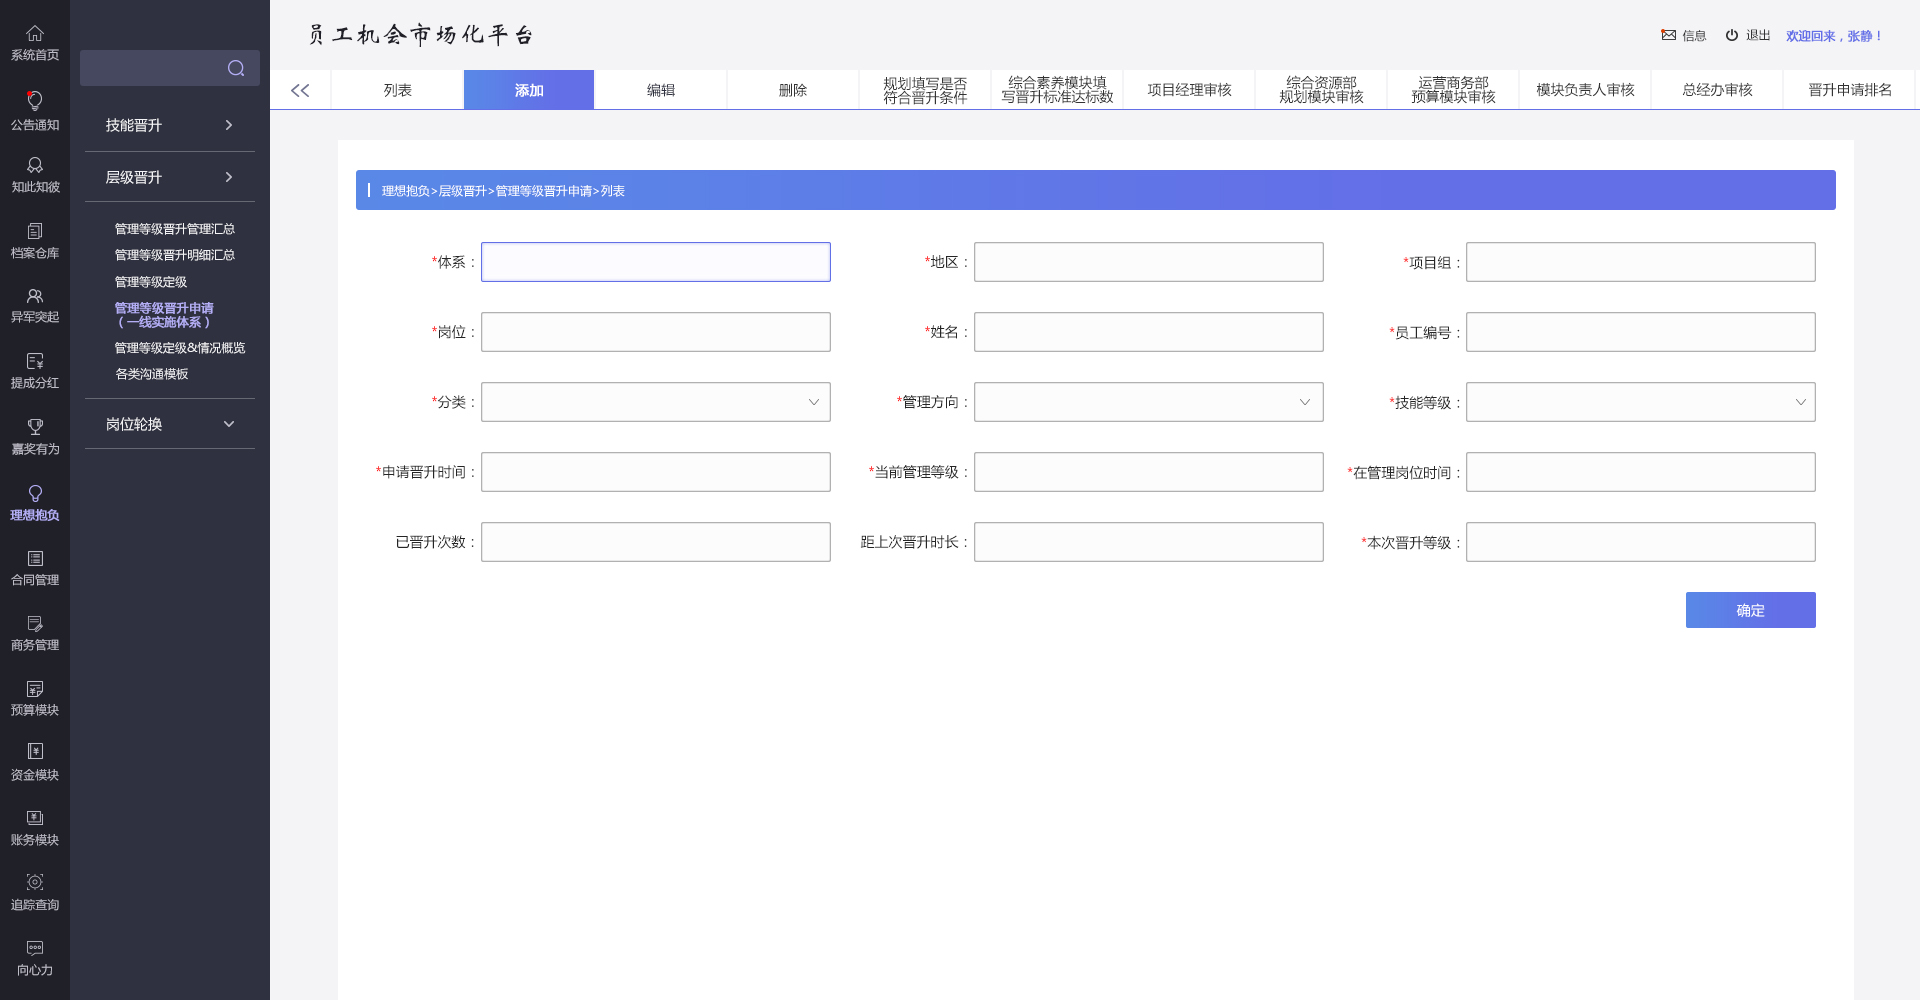 系统首页
公告通知
知此知彼
档案仓库
异军突起
提成分红
嘉奖有为
理想抱负
合同管理
商务管理
预算模块
资金模块
账务模块
追踪查询
向心力
技能晋升
层级晋升
管理等级晋升管理汇总
管理等级晋升明细汇总
管理等级定级
管理等级晋升申请
（一线实施体系）
管理等级定级&情况概览
各类沟通模板
岗位轮换
员工机会市场化平台
信息
退出
欢迎回来，张静！
列表
添加
编辑
删除
规划填写是否
符合晋升条件
综合素养模块填
写晋升标准达标数
项目经理审核
综合资源部
规划模块审核
运营商务部
预算模块审核
模块负责人审核
总经办审核
晋升申请排名
理想抱负>层级晋升>管理等级晋升申请>列表
*体系：
*地区：
*项目组：
*岗位：
*姓名：
*员工编号：
*分类：
*管理方向：
*技能等级：
*申请晋升时间：
*当前管理等级：
*在管理岗位时间：
已晋升次数：
距上次晋升时长：
*本次晋升等级：
确定